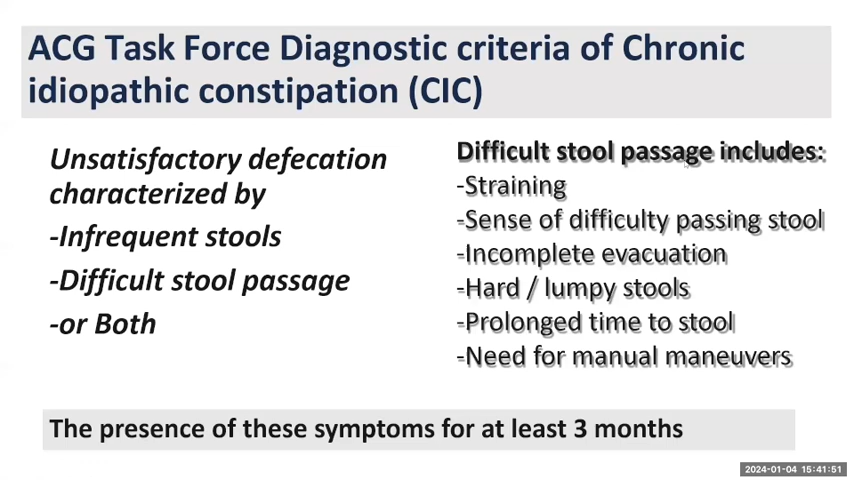 ACG Task Force Diagnostic criteria of Chronic
idiopathic constipation (CIC)
Unsatisfactory defecation
characterized by
-Infrequent stools
-Difficult stool passage
-or Both
Difficult stool passage includes:
-Straining
-Sense of difficulty passing stool
-Incomplete evacuation
-Hard / lumpy stools
-Prolonged time to stool
-Need for manual maneuvers
The presence of these symptoms for at least 3 months
2024-01-04 15:41:51